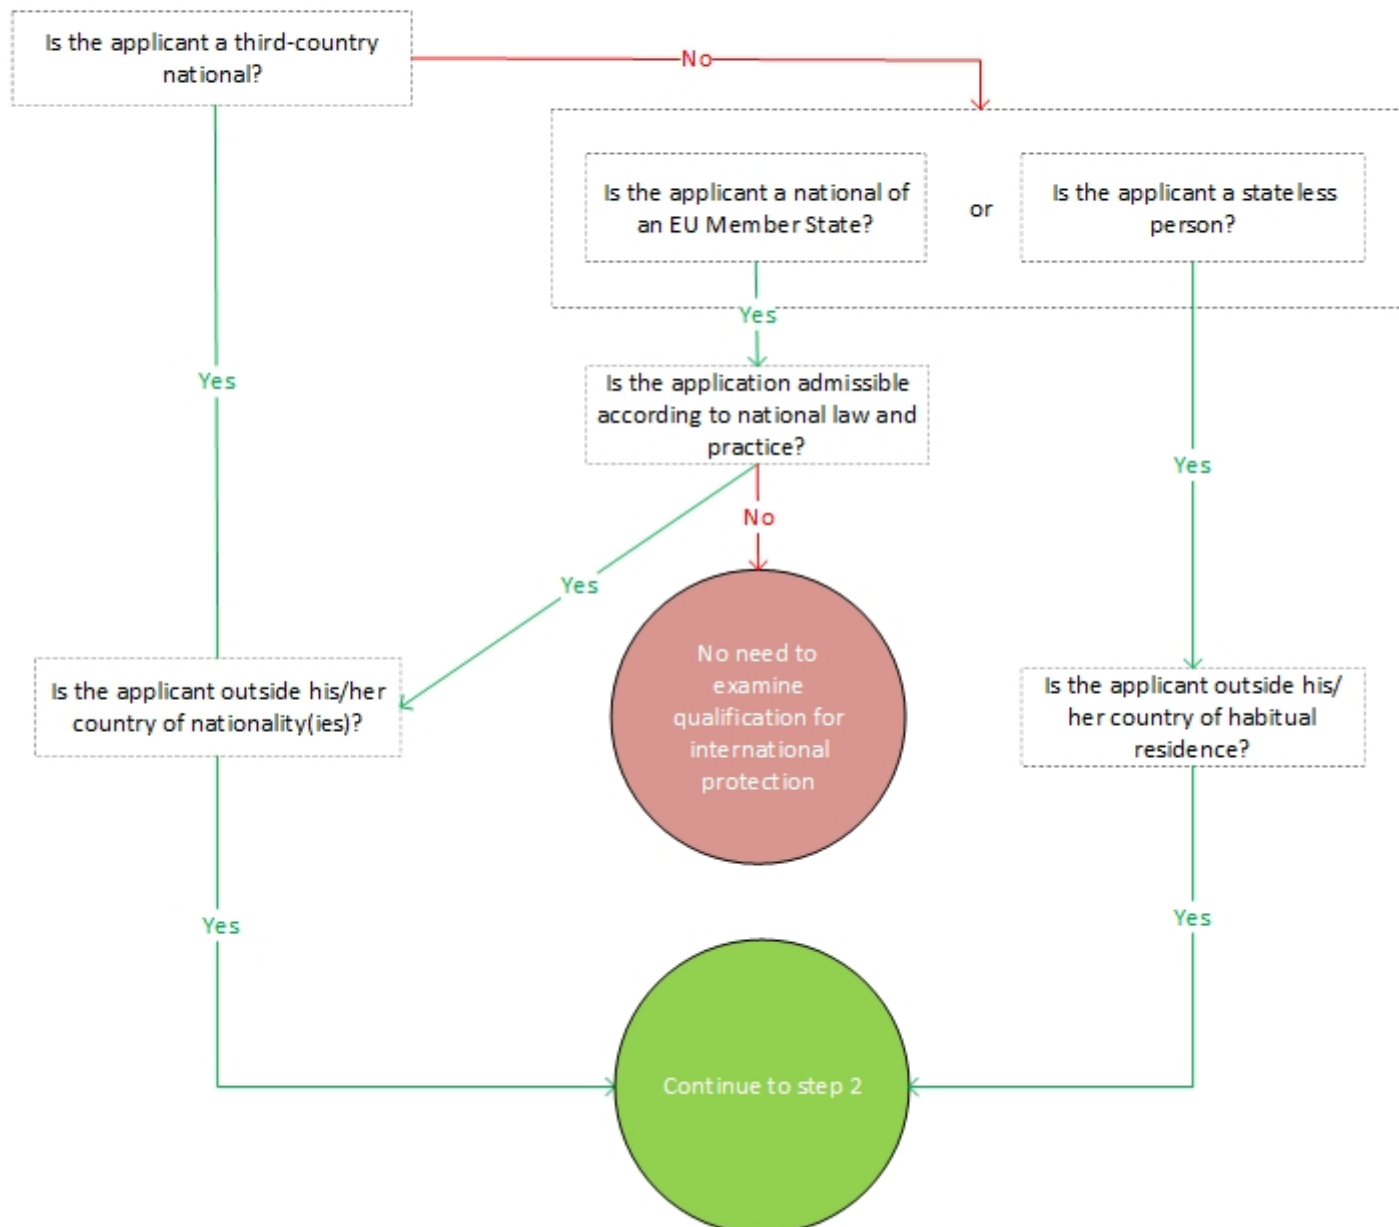 Is the applicant a third-country
national?
No
Is the applicant a national of
an EU Member State?
or
Is the applicant a stateless
person?
Yes
Is the application admissible
according to national law and
practice?
Yes
Yes
No
Yes
Is the applicant outside his/her
country of nationality(ies)?
No need to
examine
qualification for
international
protection
Is the applicant outside his/
her country of habitual
residence?
Yes
Yes
Continue to step 2